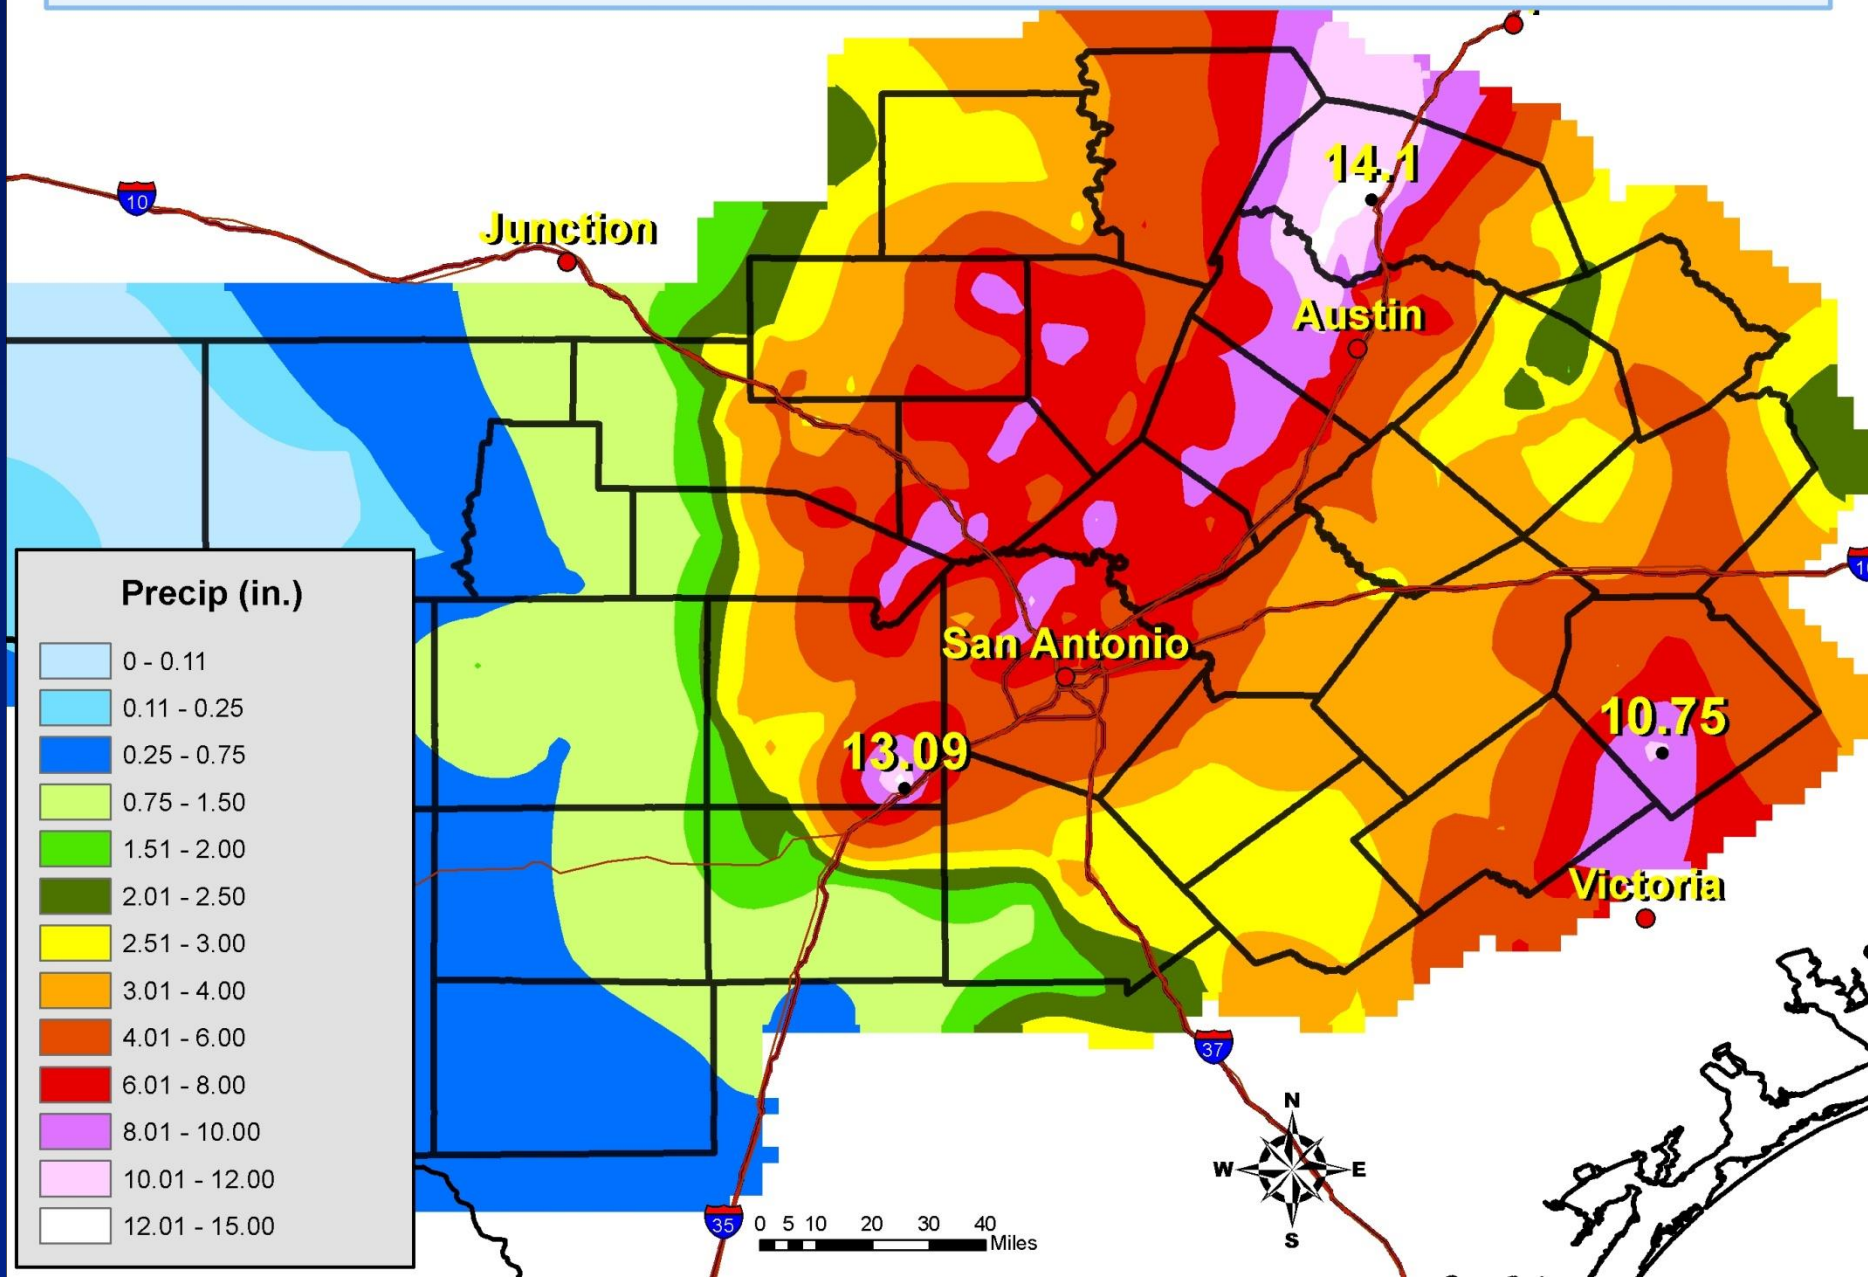 10
14.1
Junction
Austin
San Antonio
13.09
10.75
Victoria
Precip (in.)
0 - 0.11
0.11 - 0.25
0.25 - 0.75
0.75 - 1.50
1.51 - 2.00
2.01 - 2.50
2.51 - 3.00
3.01 - 4.00
4.01 - 6.00
6.01 - 8.00
8.01 - 10.00
10.01 - 12.00
12.01 - 15.00
37
35
0 5 10 20 30 40
Miles
N
W E
S